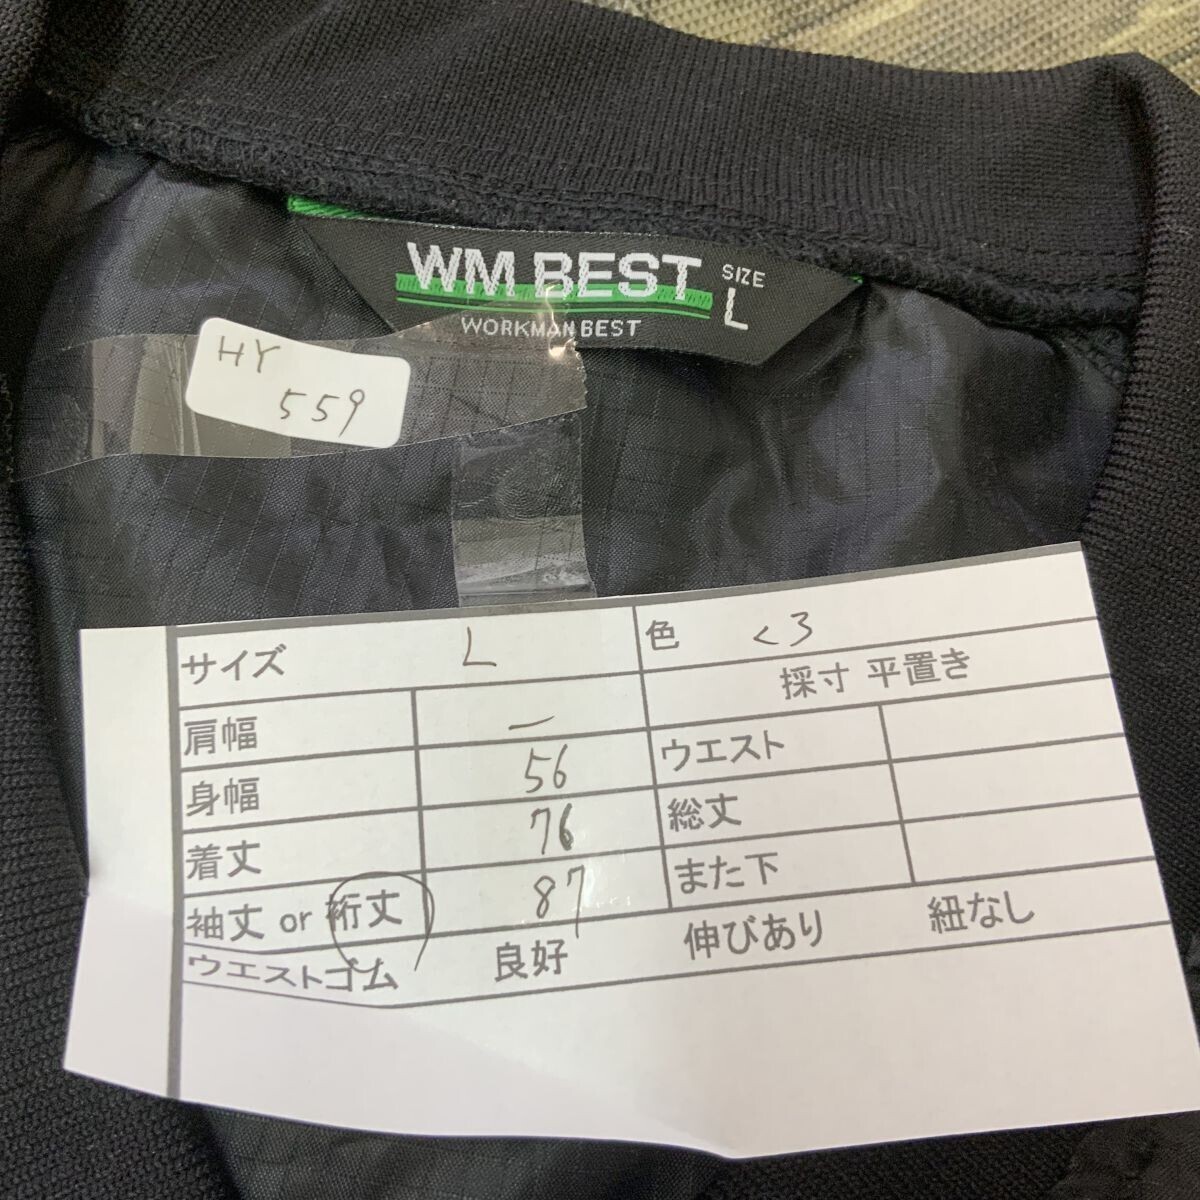 WM BEST
SIZE
L
WORKMAN BEST
HY
559
サイズ L 色 くろ
採寸 平置き
肩幅 — ウエスト
身幅 56 総丈
着丈 76 また下
袖丈 or 裄丈 87
ウエストゴム 良好 伸びあり 紐なし